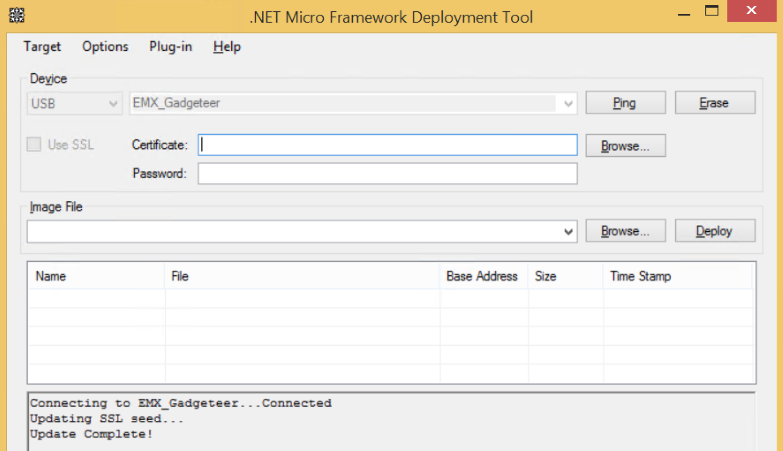 .NET Micro Framework Deployment Tool
Target Options Plug-in Help
Device
USB EMX_Gadgeteer Ping Erase
Use SSL Certificate: Browse...
Password:
Image File
Browse... Deploy
Name File Base Address Size Time Stamp
Connecting to EMX_Gadgeteer...Connected
Updating SSL seed...
Update Complete!